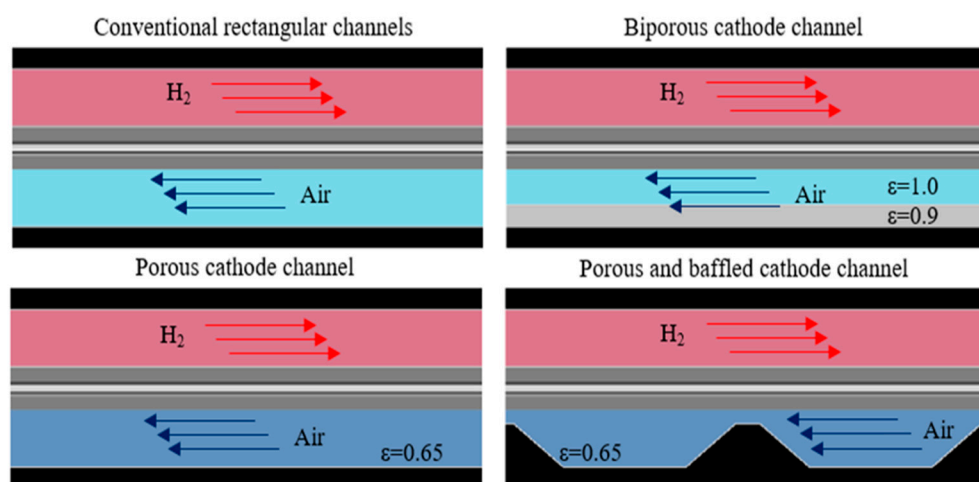 Conventional rectangular channels
H₂
Air
Biporous cathode channel
H₂
Air
ε=1.0
ε=0.9
Porous cathode channel
H₂
Air
ε=0.65
Porous and baffled cathode channel
H₂
Air
ε=0.65